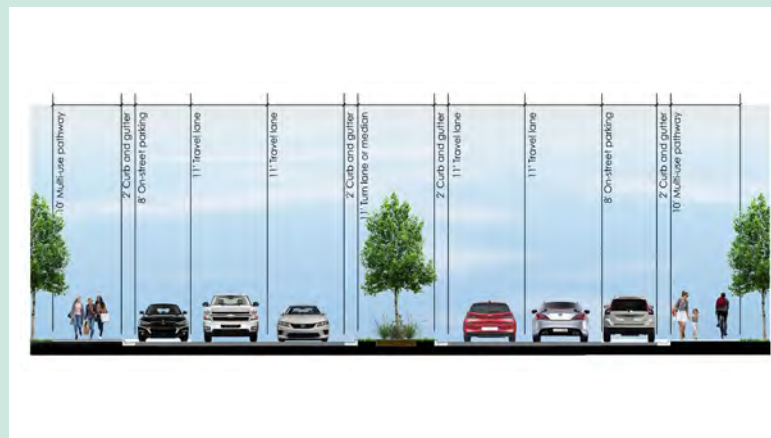 10' Multi-use pathway
2' Curb and gutter
8' On-street parking
11' Travel lane
11' Travel lane
2' Curb and gutter
11' Turn lane or median
2' Curb and gutter
11' Travel lane
11' Travel lane
8' On-street parking
2' Curb and gutter
10' Multi-use pathway